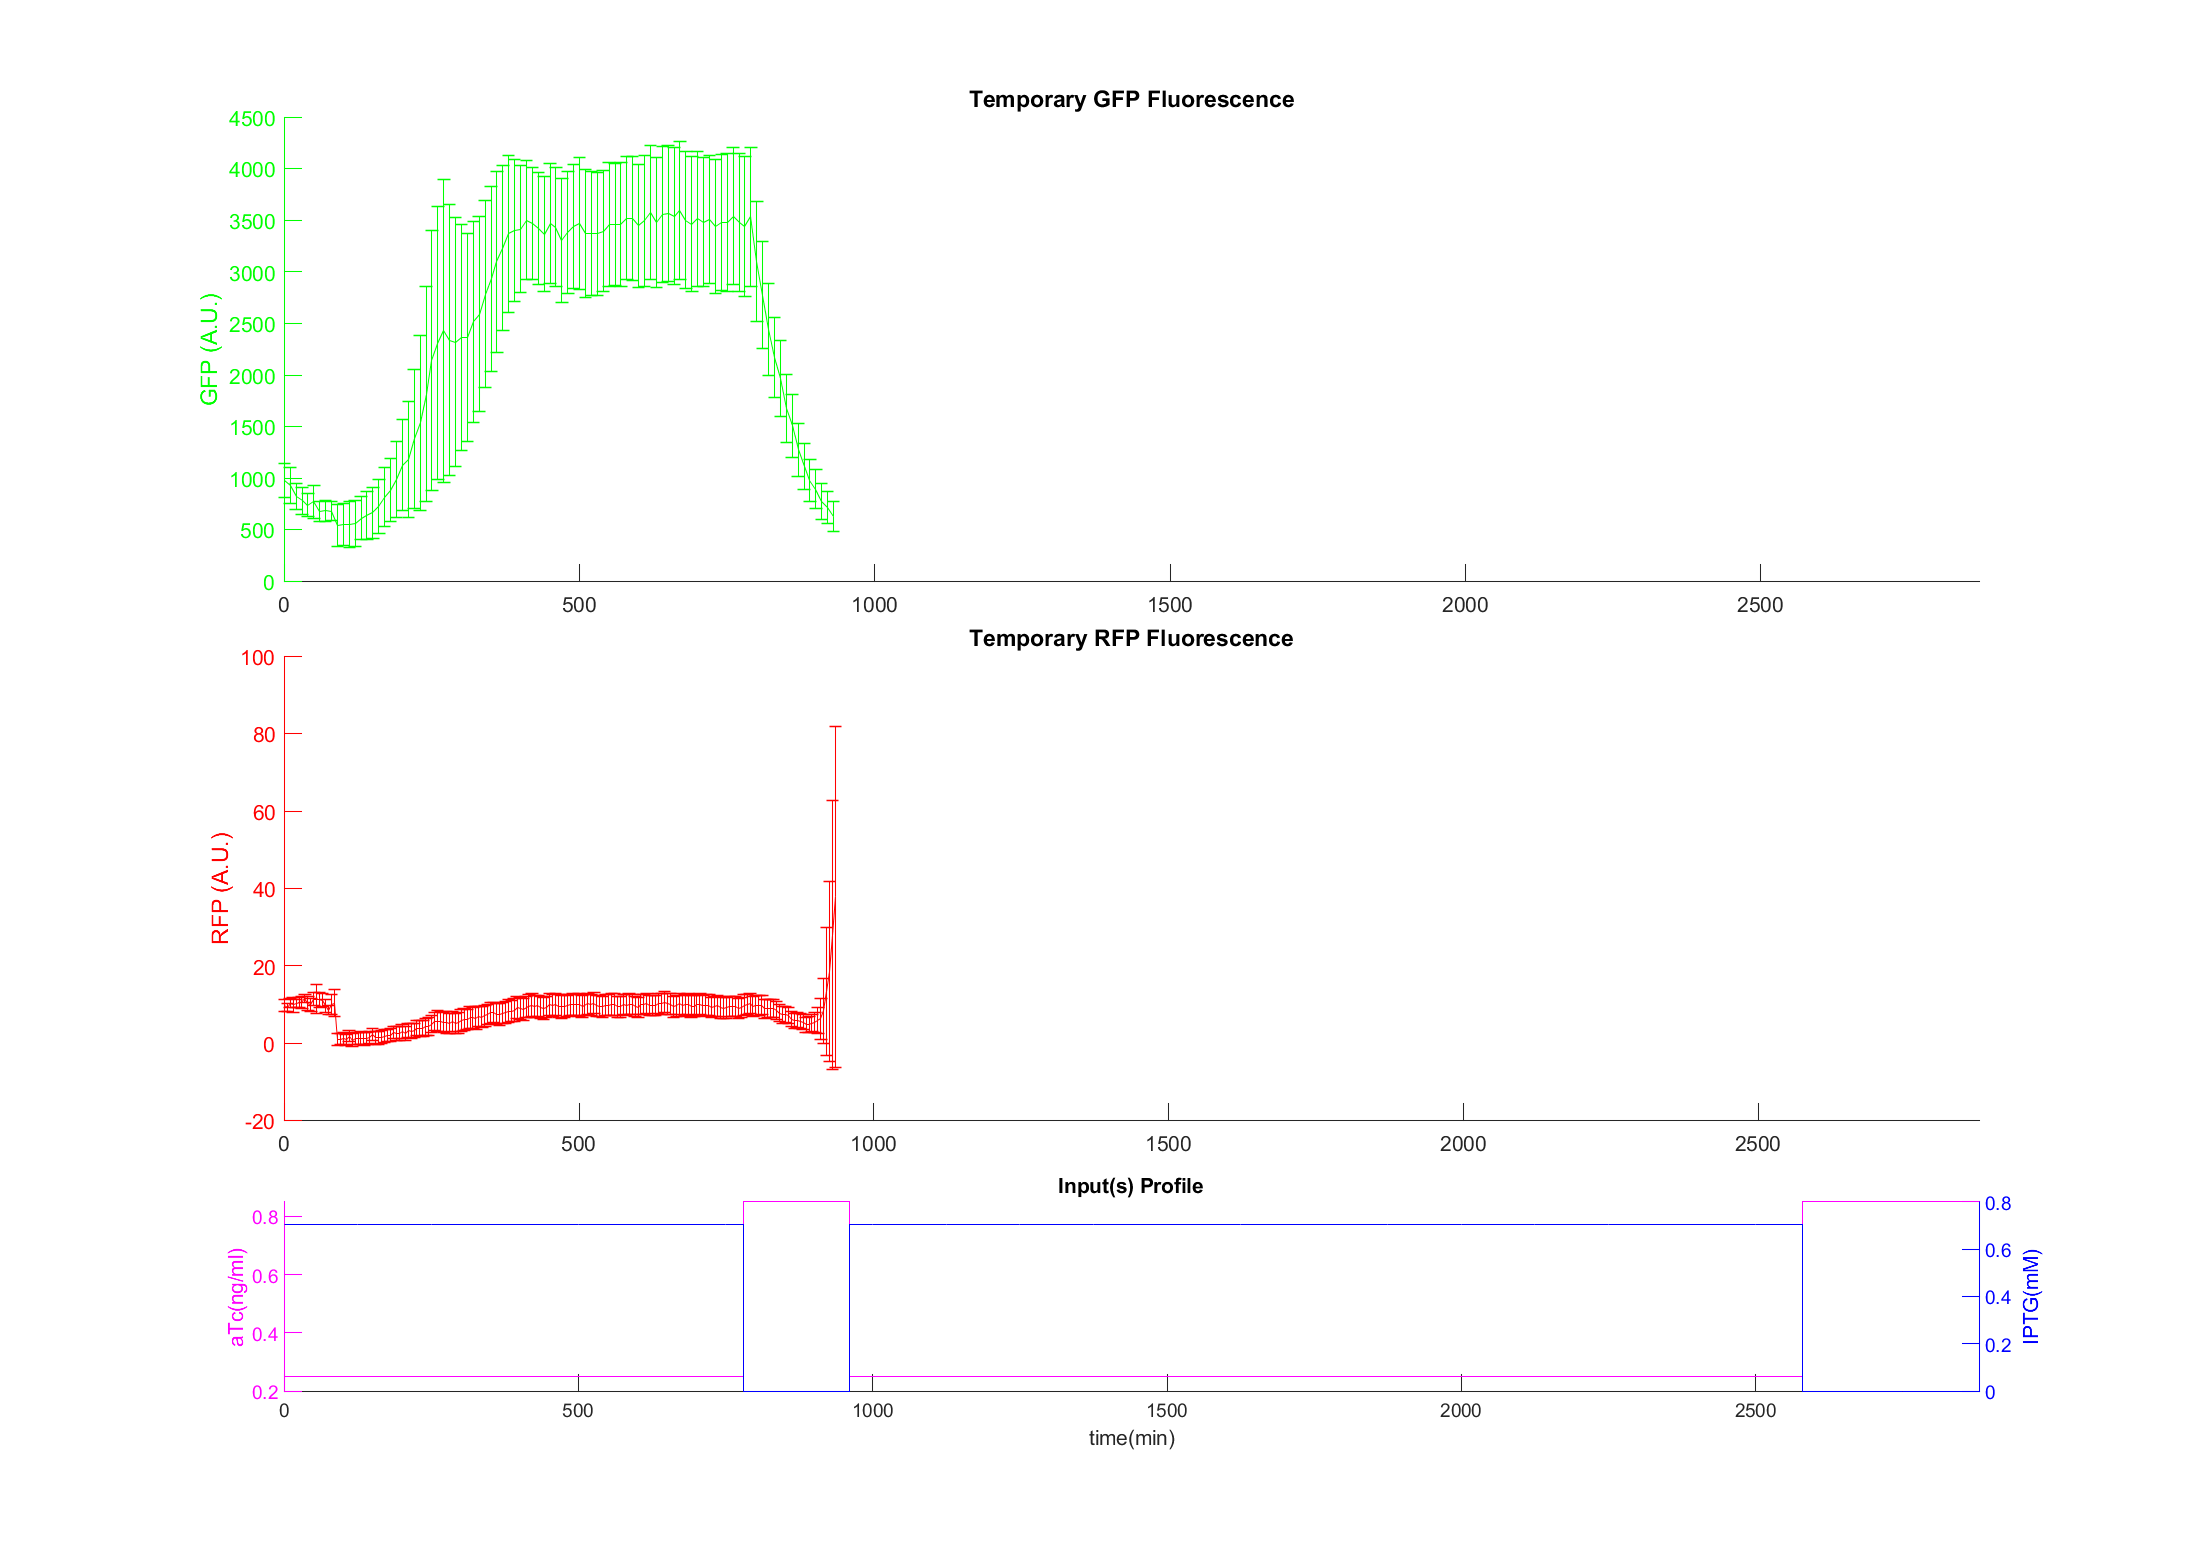 Temporary GFP Fluorescence
GFP (A.U.)
4500
4000
3500
3000
2500
2000
1500
1000
500
0
0 500 1000 1500 2000 2500
Temporary RFP Fluorescence
RFP (A.U.)
100
80
60
40
20
0
-20
0 500 1000 1500 2000 2500
Input(s) Profile
aTc(ng/ml)
0.8
0.6
0.4
0.2
0.8
0.6
0.4
0.2
0
IPTG(mM)
0 500 1000 1500 2000 2500
time(min)